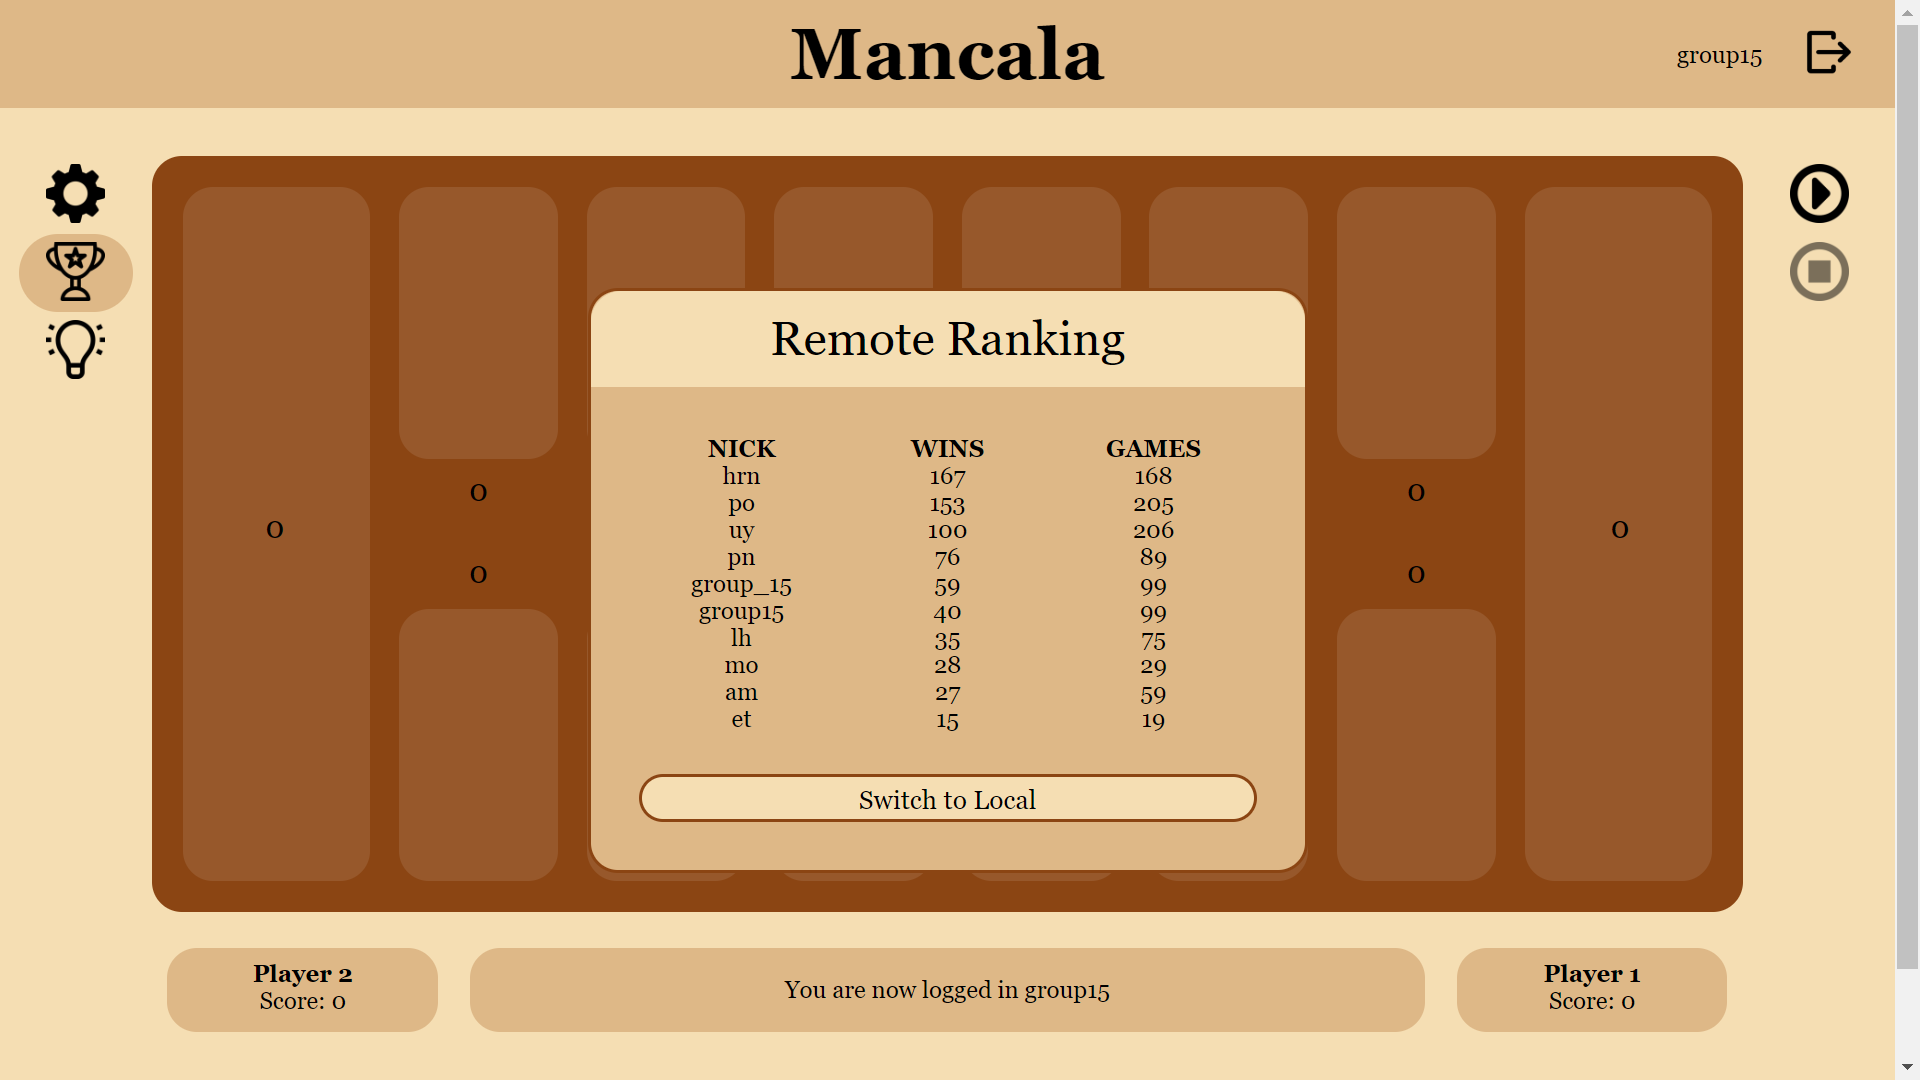 Mancala
group15
Remote Ranking
NICK WINS GAMES
hrn 167 168
po 153 205
uy 100 206
pn 76 89
group_15 59 99
group15 40 99
lh 35 75
mo 28 29
am 27 59
et 15 19
Switch to Local
0
0
0
0
0
0
Player 2
Score: 0
You are now logged in group15
Player 1
Score: 0